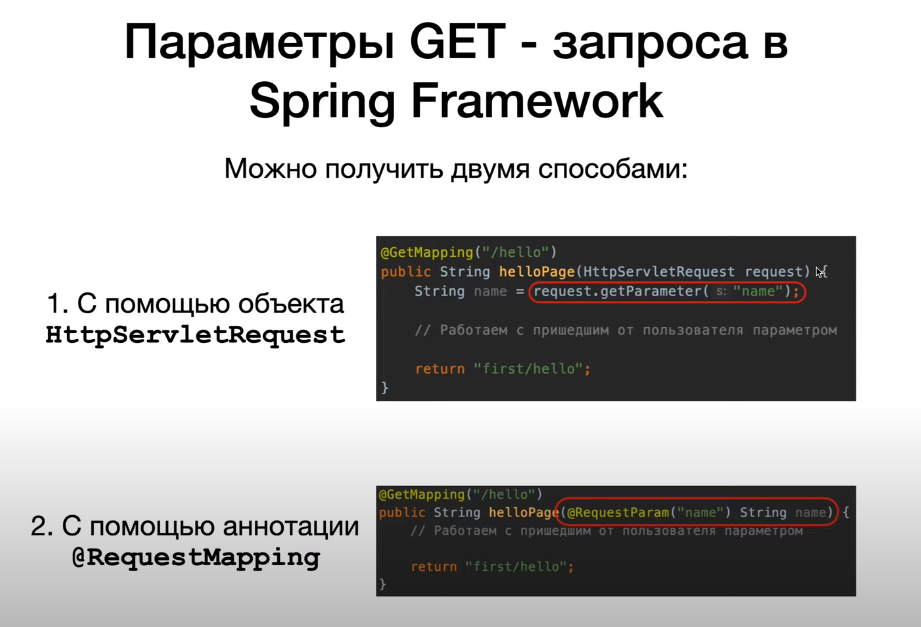 Параметры GET - запроса в
Spring Framework
Можно получить двумя способами:
1. С помощью объекта
HttpServletRequest
@GetMapping("/hello")
public String helloPage(HttpServletRequest request) {
String name = request.getParameter( s: "name");
// Работаем с пришедшим от пользователя параметром
return "first/hello";
}
2. С помощью аннотации
@RequestMapping
@GetMapping("/hello")
public String helloPage(@RequestParam("name") String name) {
// Работаем с пришедшим от пользователя параметром
return "first/hello";
}